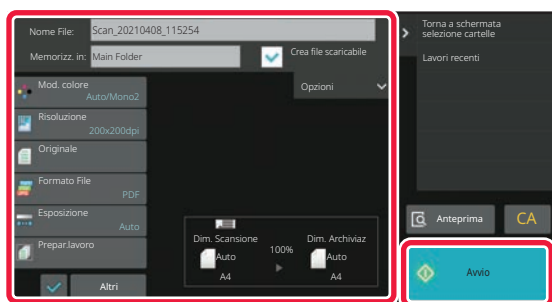 Nome File:
Scan_20210408_115254
Memorizz. in:
Main Folder
Crea file scaricabile
Opzioni
Mod. colore
Auto/Mono2
Risoluzione
200x200dpi
Originale
Formato File
PDF
Esposizione
Auto
Prepar.lavoro
Altri
Dim. Scansione
Auto
A4
100%
Dim. Archiviaz
Auto
A4
Torna a schermata
selezione cartelle
Lavori recenti
Anteprima
CA
Avvio